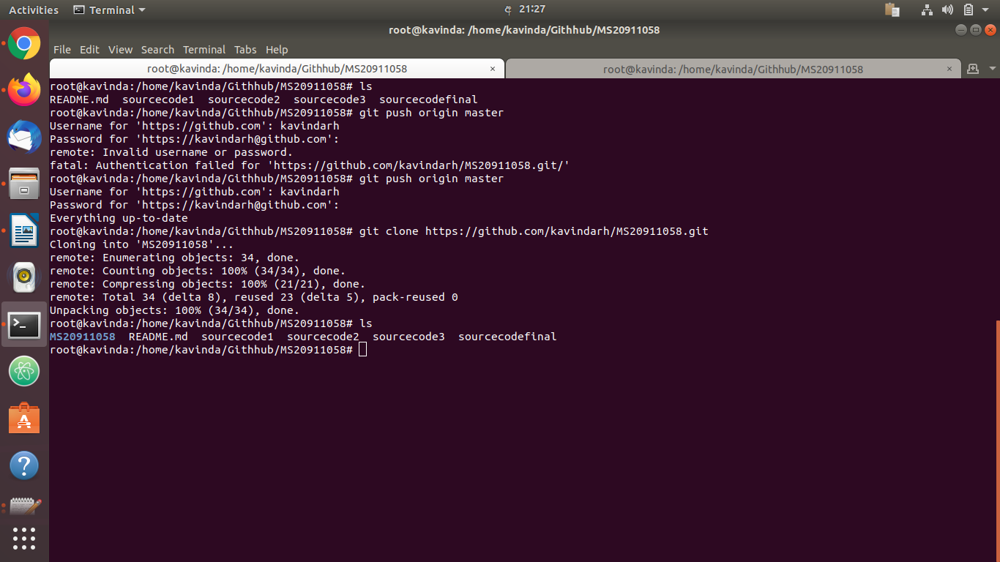 Activities Terminal අ 21:27
root@kavinda: /home/kavinda/Githhub/MS20911058
File Edit View Search Terminal Tabs Help
root@kavinda: /home/kavinda/Githhub/MS20911058 × root@kavinda: /home/kavinda/Githhub/MS20911058 ×
root@kavinda:/home/kavinda/Githhub/MS20911058# ls
README.md sourcecode1 sourcecode2 sourcecode3 sourcecodefinal
root@kavinda:/home/kavinda/Githhub/MS20911058# git push origin master
Username for 'https://github.com': kavindarh
Password for 'https://kavindarh@github.com':
remote: Invalid username or password.
fatal: Authentication failed for 'https://github.com/kavindarh/MS20911058.git/'
root@kavinda:/home/kavinda/Githhub/MS20911058# git push origin master
Username for 'https://github.com': kavindarh
Password for 'https://kavindarh@github.com':
Everything up-to-date
root@kavinda:/home/kavinda/Githhub/MS20911058# git clone https://github.com/kavindarh/MS20911058.git
Cloning into 'MS20911058'...
remote: Enumerating objects: 34, done.
remote: Counting objects: 100% (34/34), done.
remote: Compressing objects: 100% (21/21), done.
remote: Total 34 (delta 8), reused 23 (delta 5), pack-reused 0
Unpacking objects: 100% (34/34), done.
root@kavinda:/home/kavinda/Githhub/MS20911058# ls
MS20911058 README.md sourcecode1 sourcecode2 sourcecode3 sourcecodefinal
root@kavinda:/home/kavinda/Githhub/MS20911058#